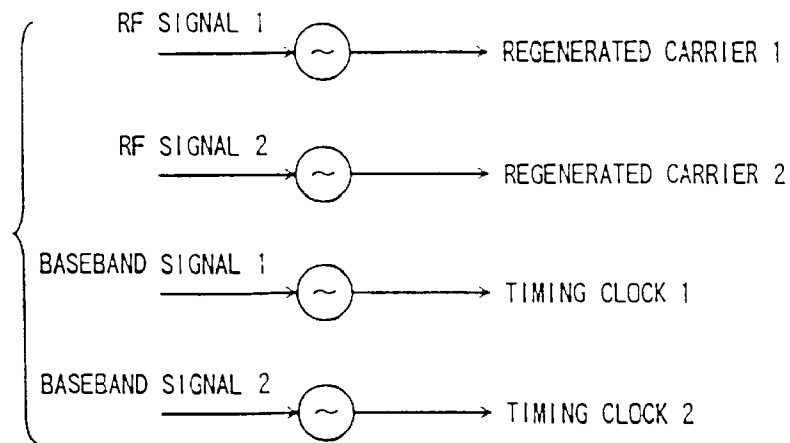 RF SIGNAL 1
REGENERATED CARRIER 1
RF SIGNAL 2
REGENERATED CARRIER 2
BASEBAND SIGNAL 1
TIMING CLOCK 1
BASEBAND SIGNAL 2
TIMING CLOCK 2